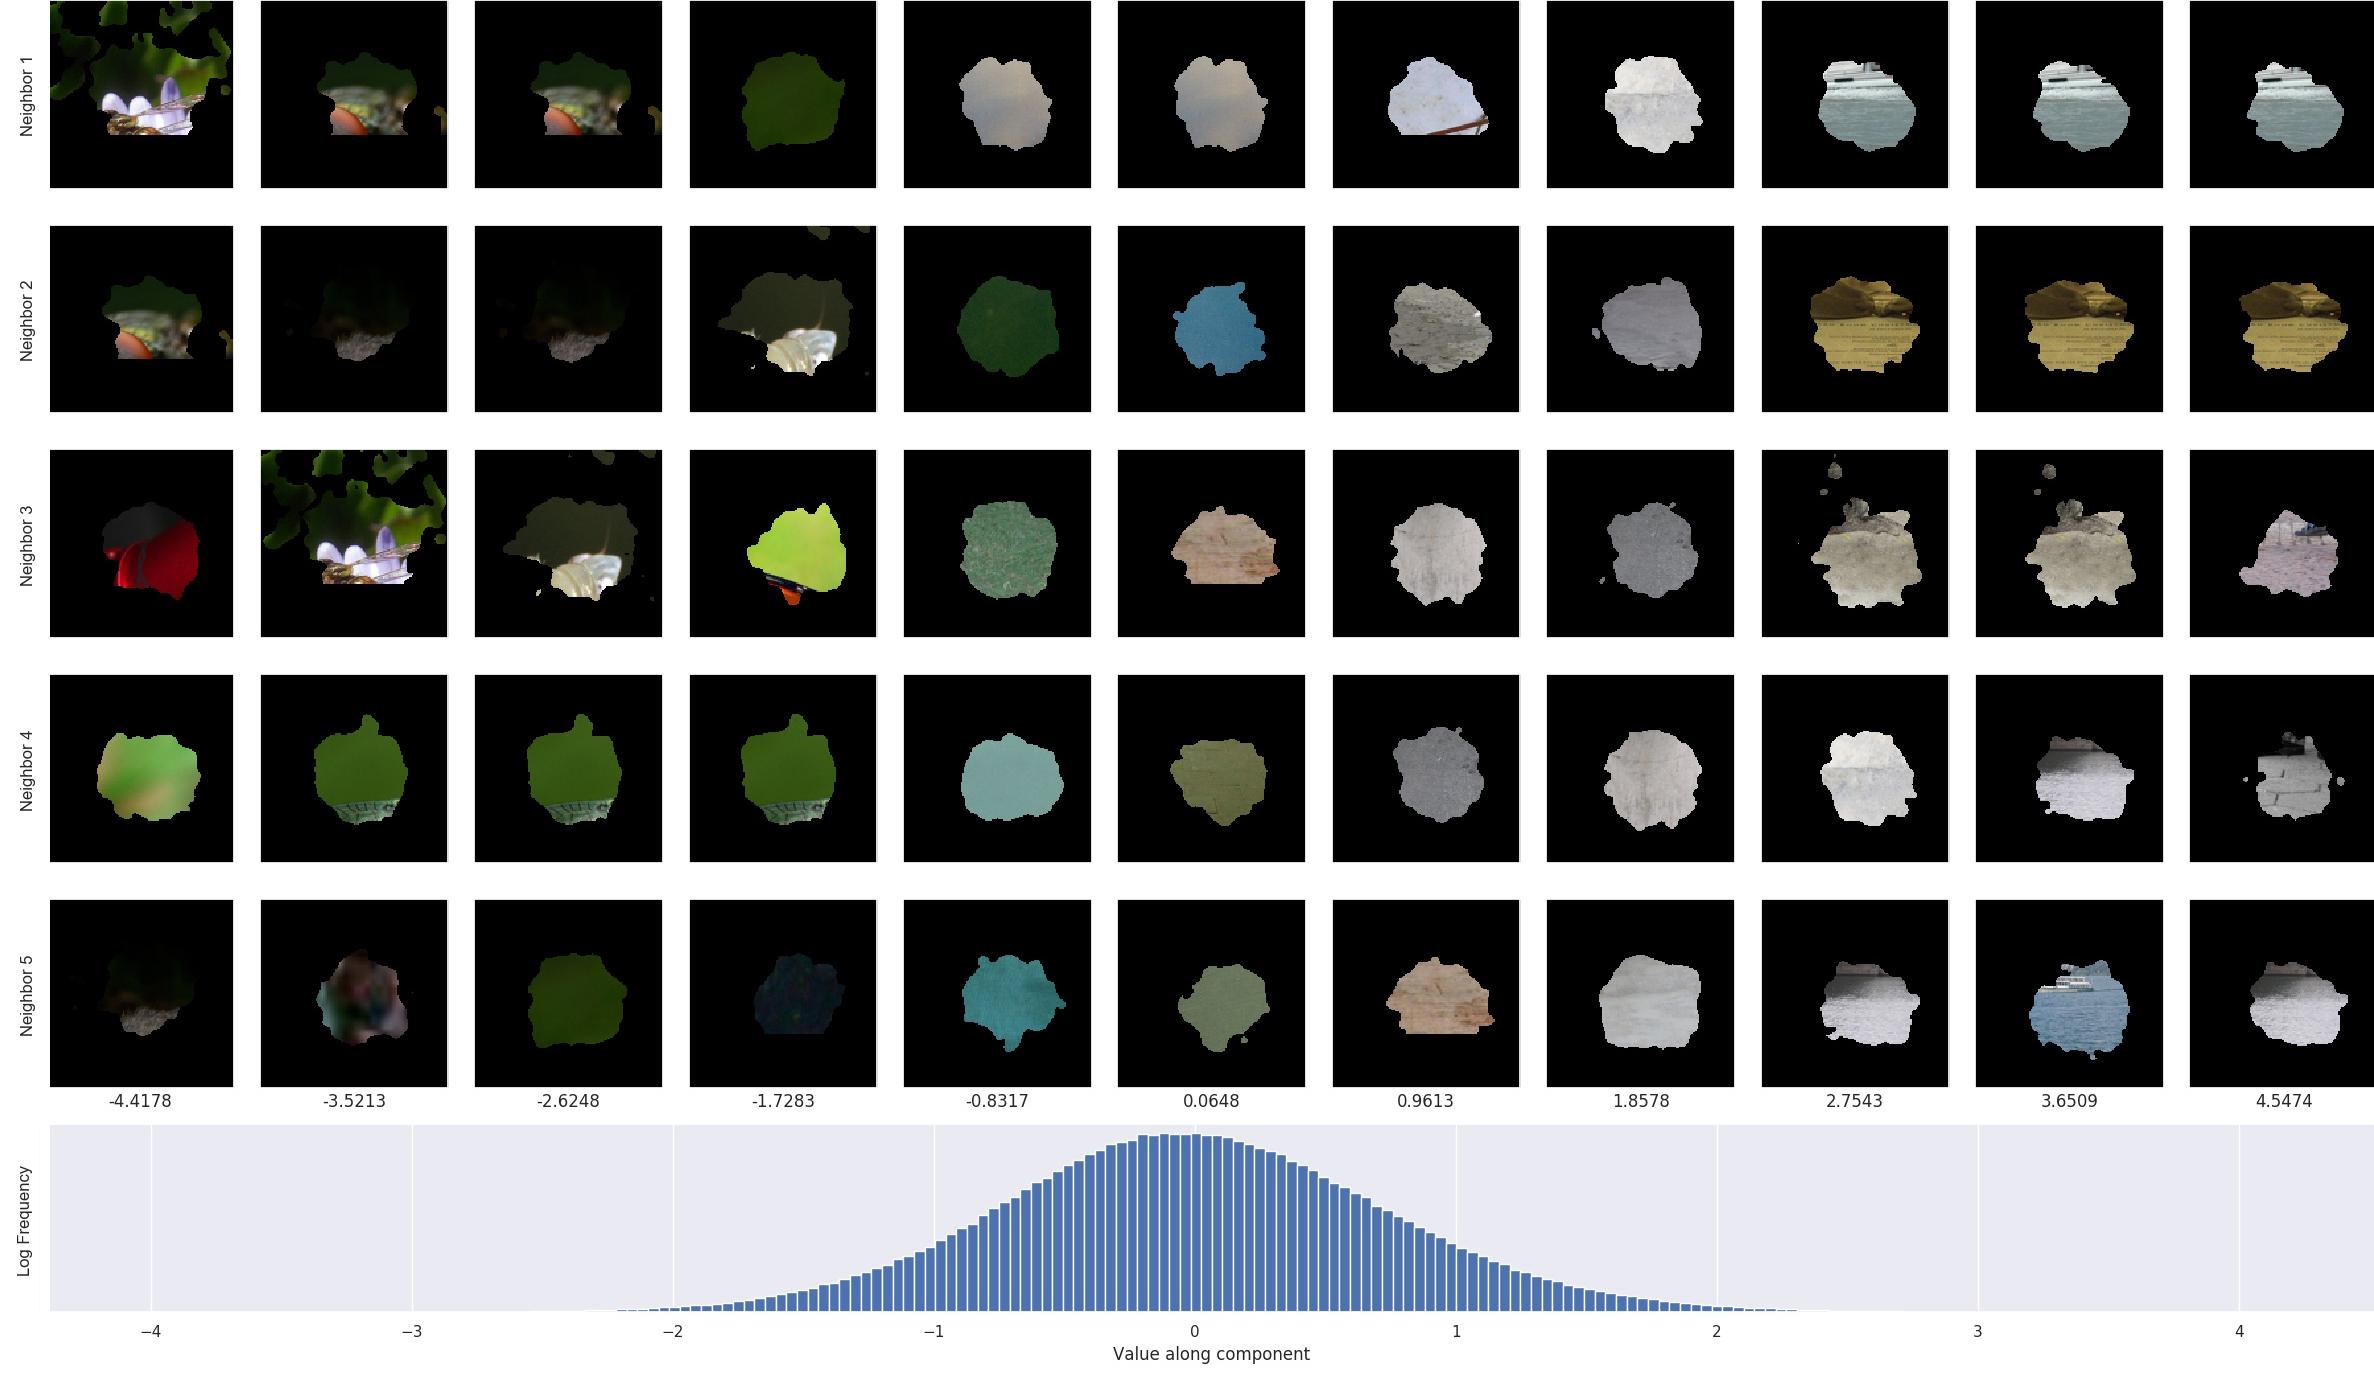 Neighbor 1
Neighbor 2
Neighbor 3
Neighbor 4
Neighbor 5
-4.4178 -3.5213 -2.6248 -1.7283 -0.8317 0.0648 0.9613 1.8578 2.7543 3.6509 4.5474
Log Frequency
−4 −3 −2 −1 0 1 2 3 4
Value along component